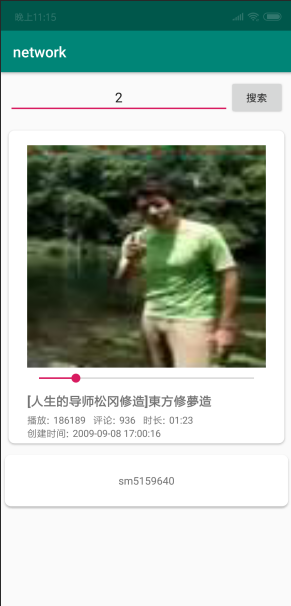 晚上11:15
network
2
搜索
[人生的导师松冈修造]東方修夢造
播放: 186189 评论: 936 时长: 01:23
创建时间: 2009-09-08 17:00:16
sm5159640